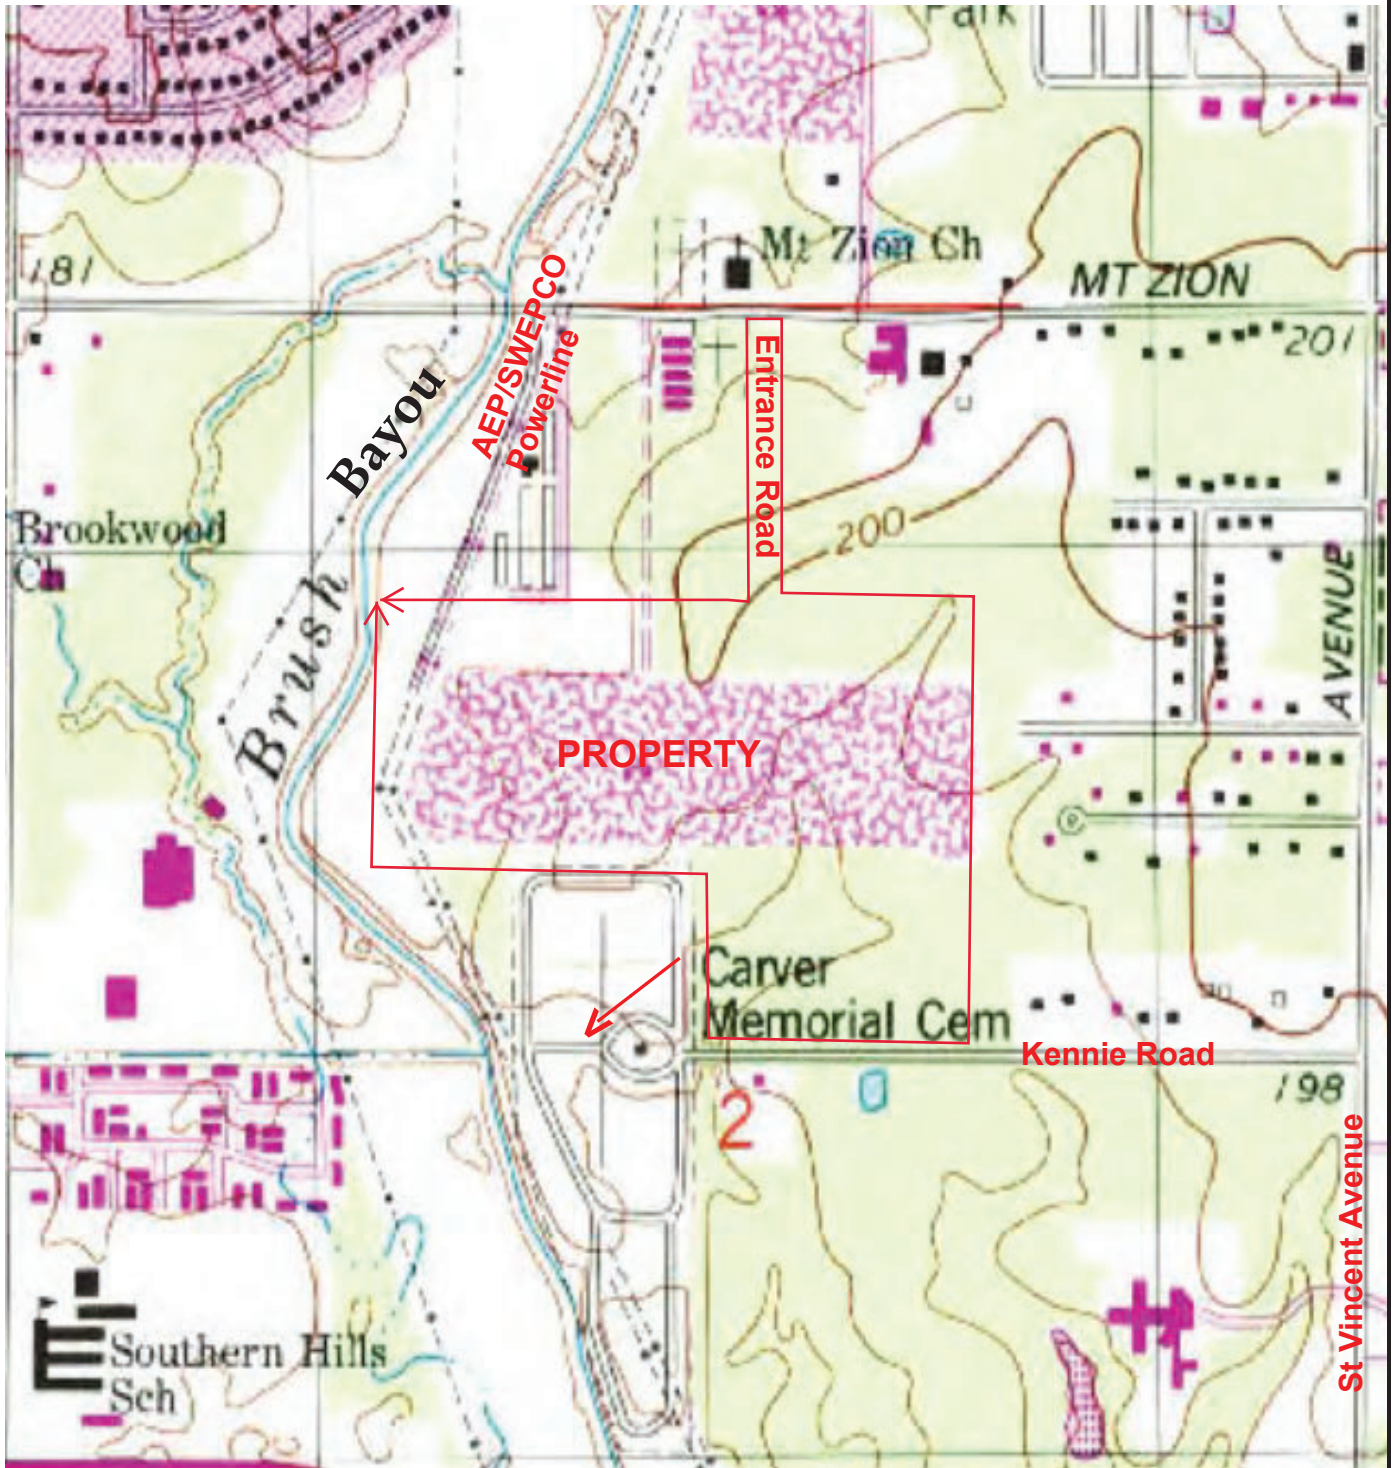 Park
Mt Zion Ch
181
MT ZION
AEP/SWEPCO
Powerline
201
Entrance Road
Bayou
200
Brookwood
Ch
Brush
AVENUE
PROPERTY
8
Carver
Memorial Cem
Kennie Road
198
2
St Vincent Avenue
Southern Hills
Sch